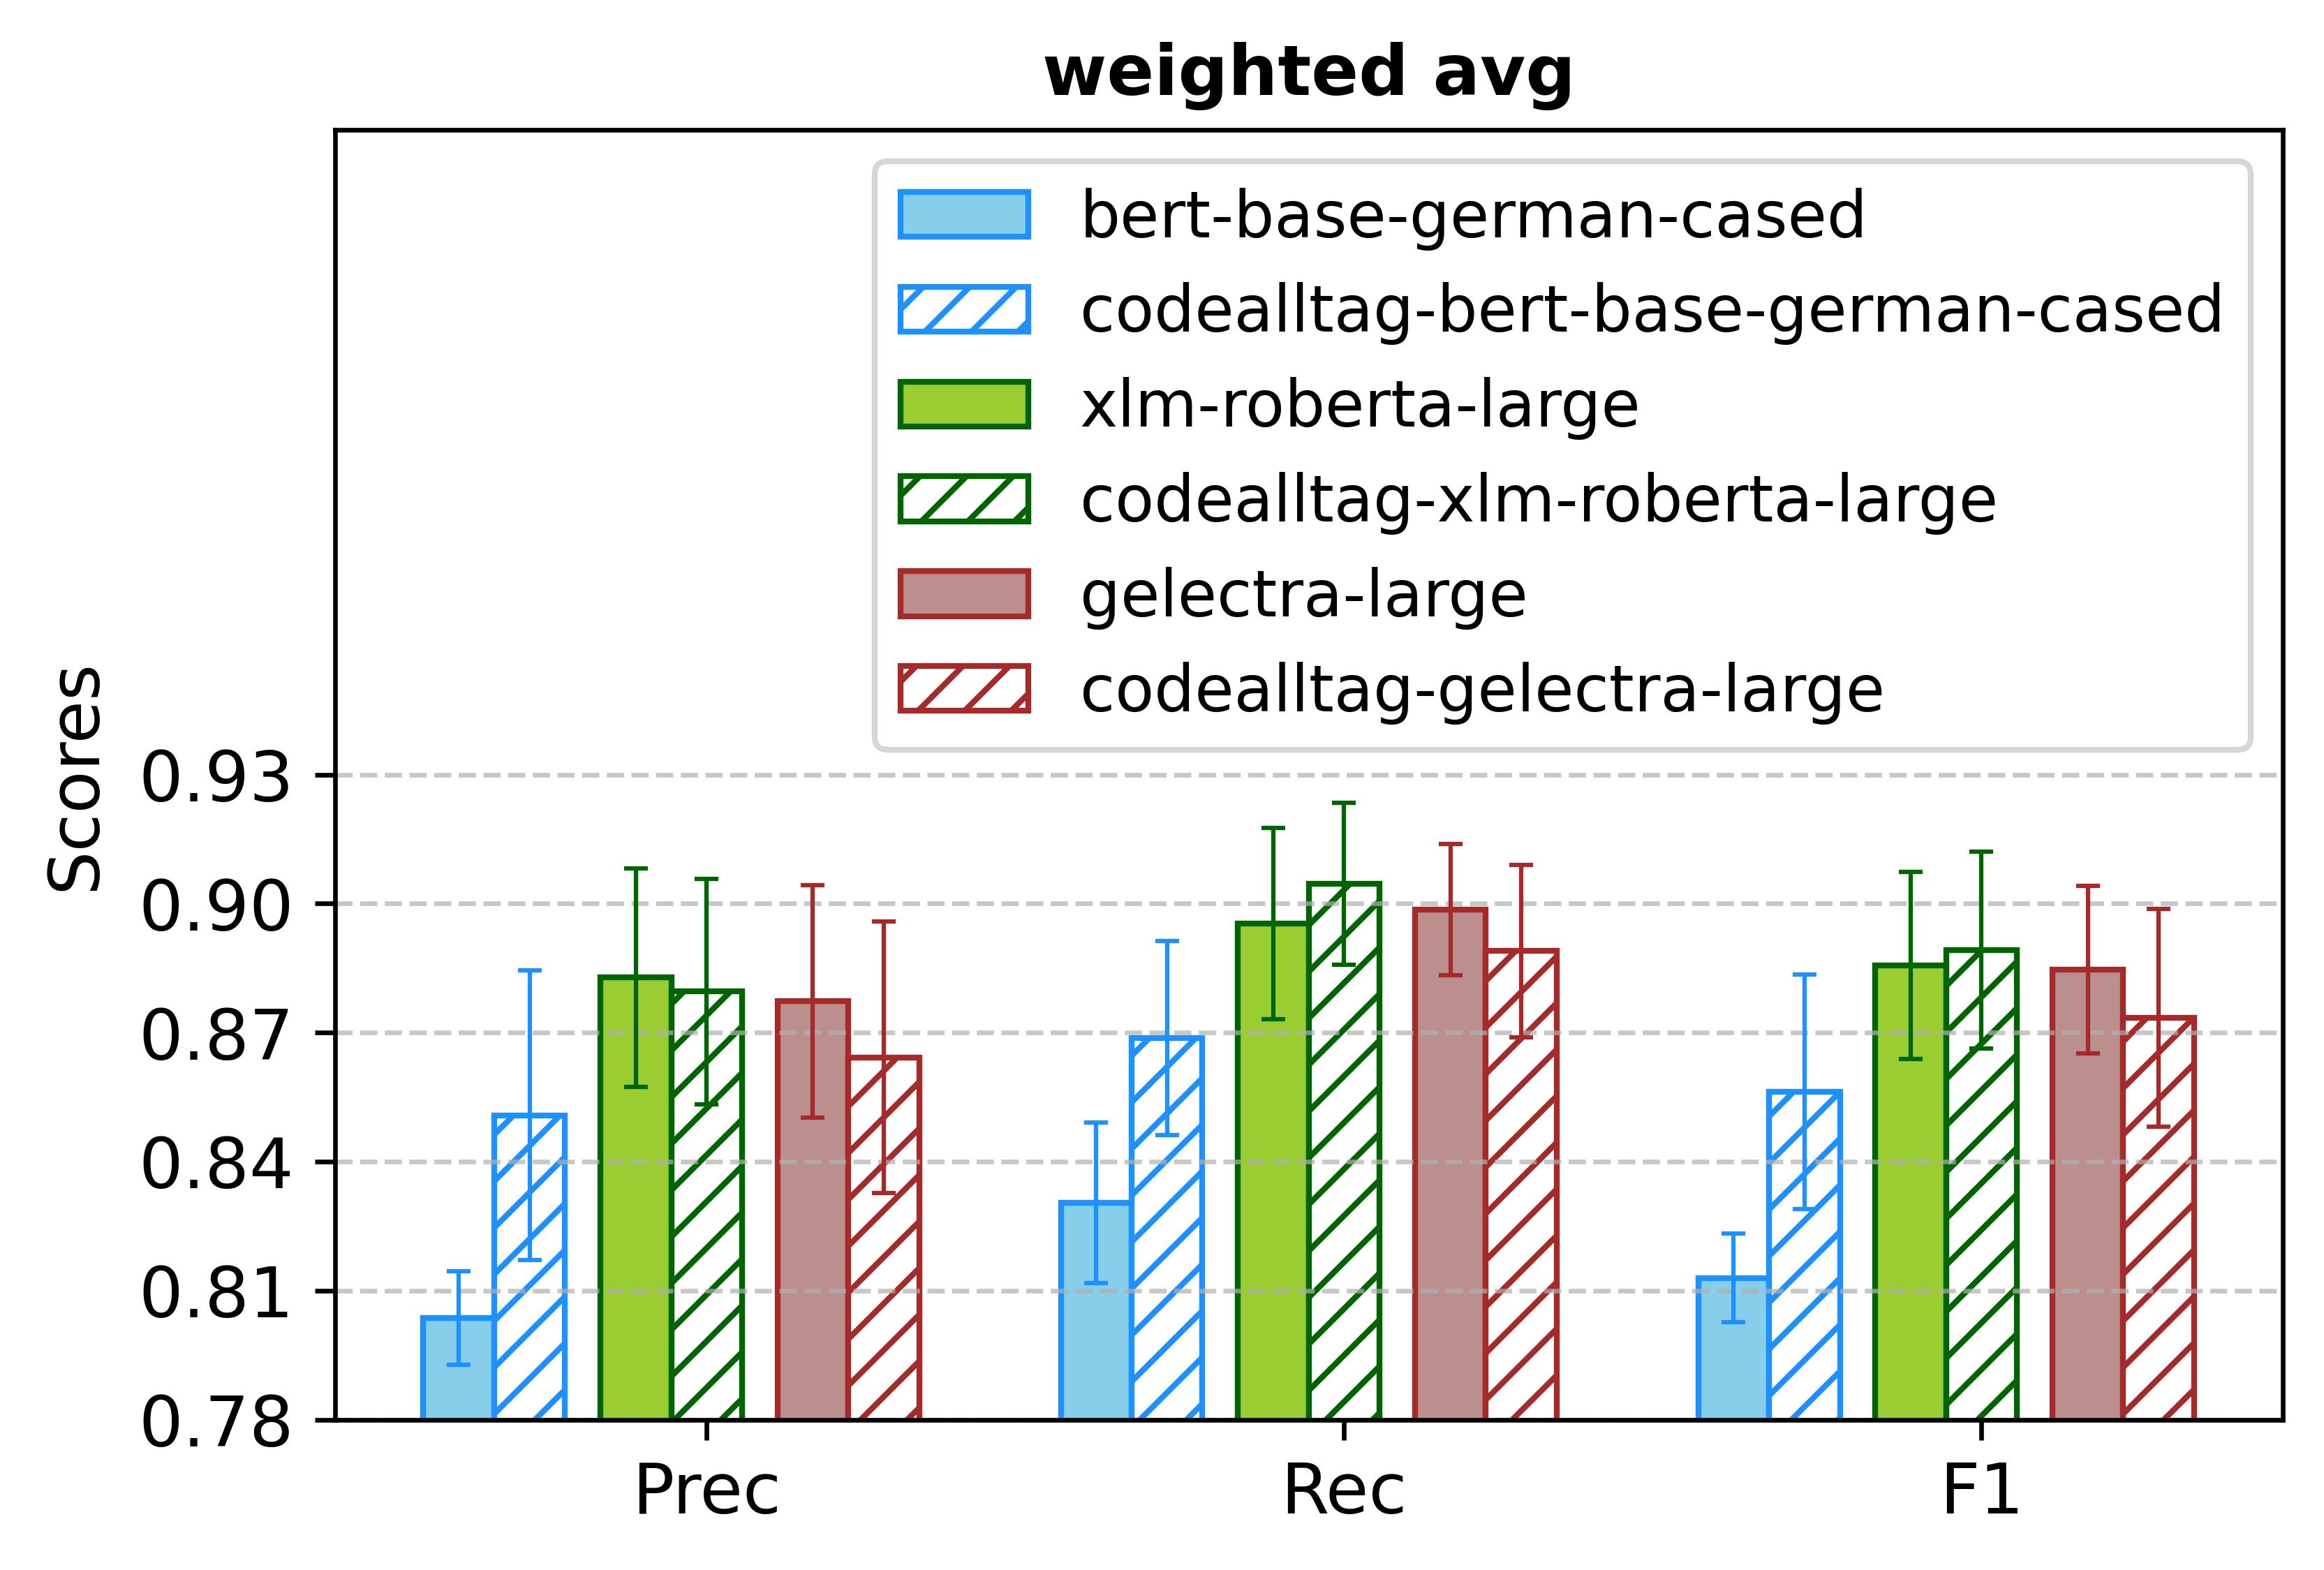 weighted avg
bert-base-german-cased
codealltag-bert-base-german-cased
xlm-roberta-large
codealltag-xlm-roberta-large
gelectra-large
codealltag-gelectra-large
Scores
0.93
0.90
0.87
0.84
0.81
0.78
Prec
Rec
F1